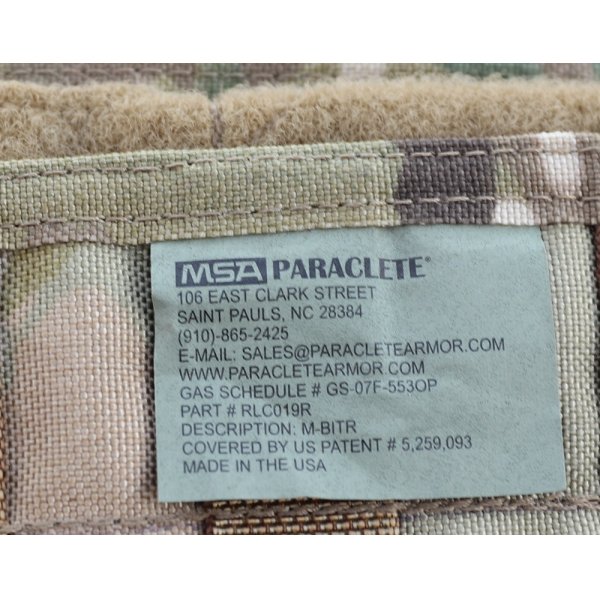 MSA PARACLETE®
106 EAST CLARK STREET
SAINT PAULS, NC 28384
(910)-865-2425
E-MAIL: SALES@PARACLETEARMOR.COM
WWW.PARACLETEARMOR.COM
GAS SCHEDULE # GS-07F-553OP
PART # RLC019R
DESCRIPTION: M-BITR
COVERED BY US PATENT # 5,259,093
MADE IN THE USA